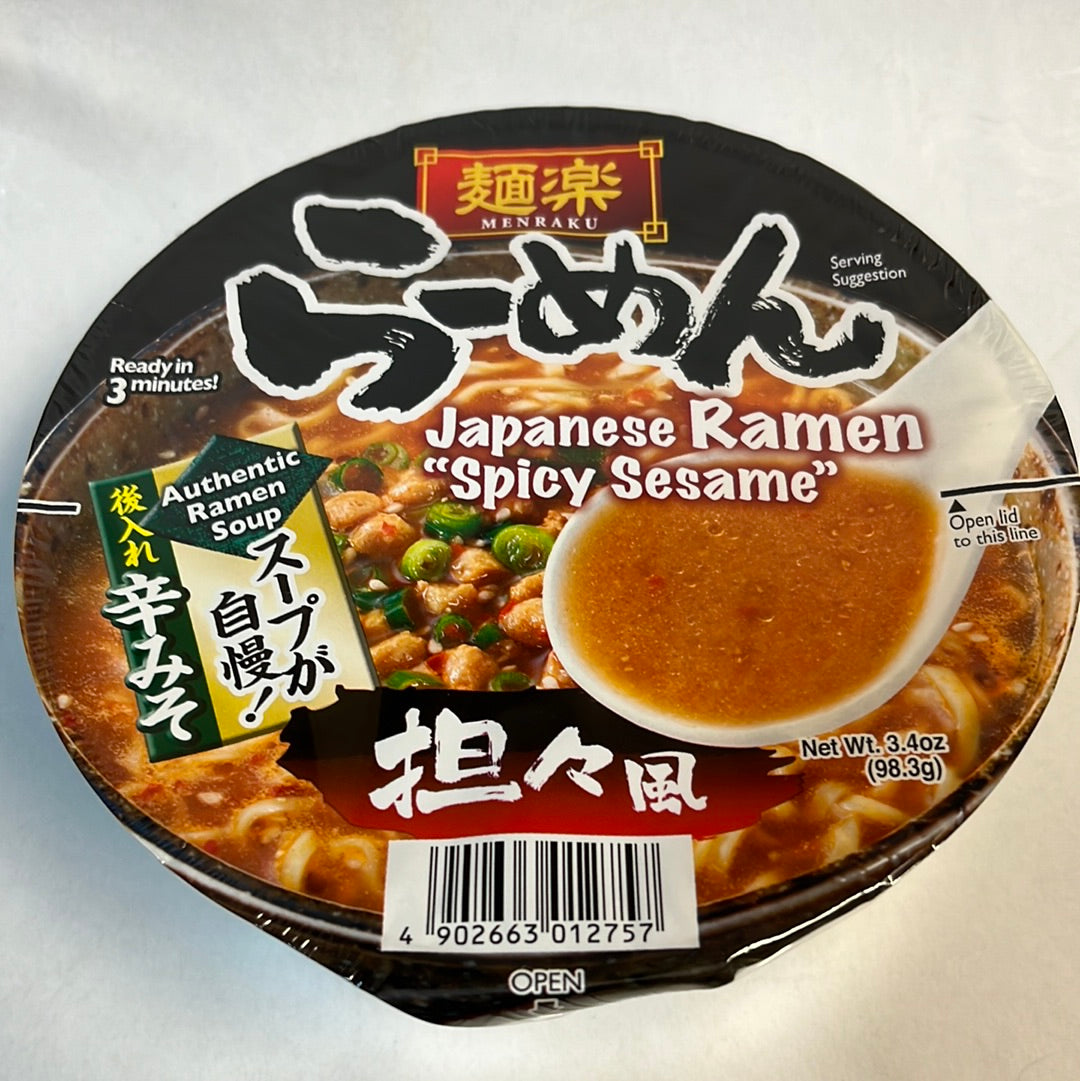 麺楽
MENRAKU
らーめん
Serving
Suggestion
Ready in
3 minutes!
Japanese Ramen
“Spicy Sesame”
Authentic
Ramen
Soup
スープが
自慢!
後入れ
辛みそ
Open lid
to this line
担々風
Net Wt. 3.4oz
(98.3g)
4 902663 012757
OPEN